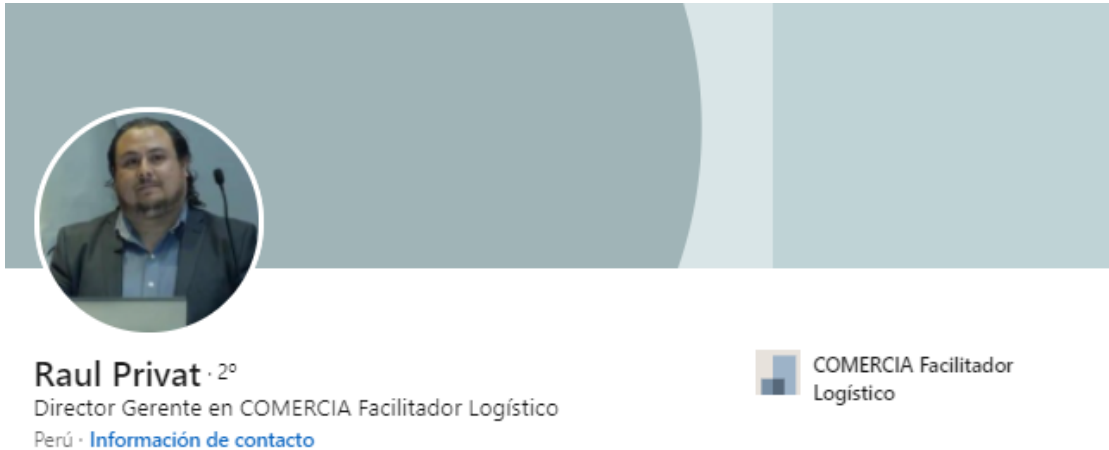 Raul Privat · 2º
Director Gerente en COMERCIA Facilitador Logístico
Perú · Información de contacto
COMERCIA Facilitador
Logístico